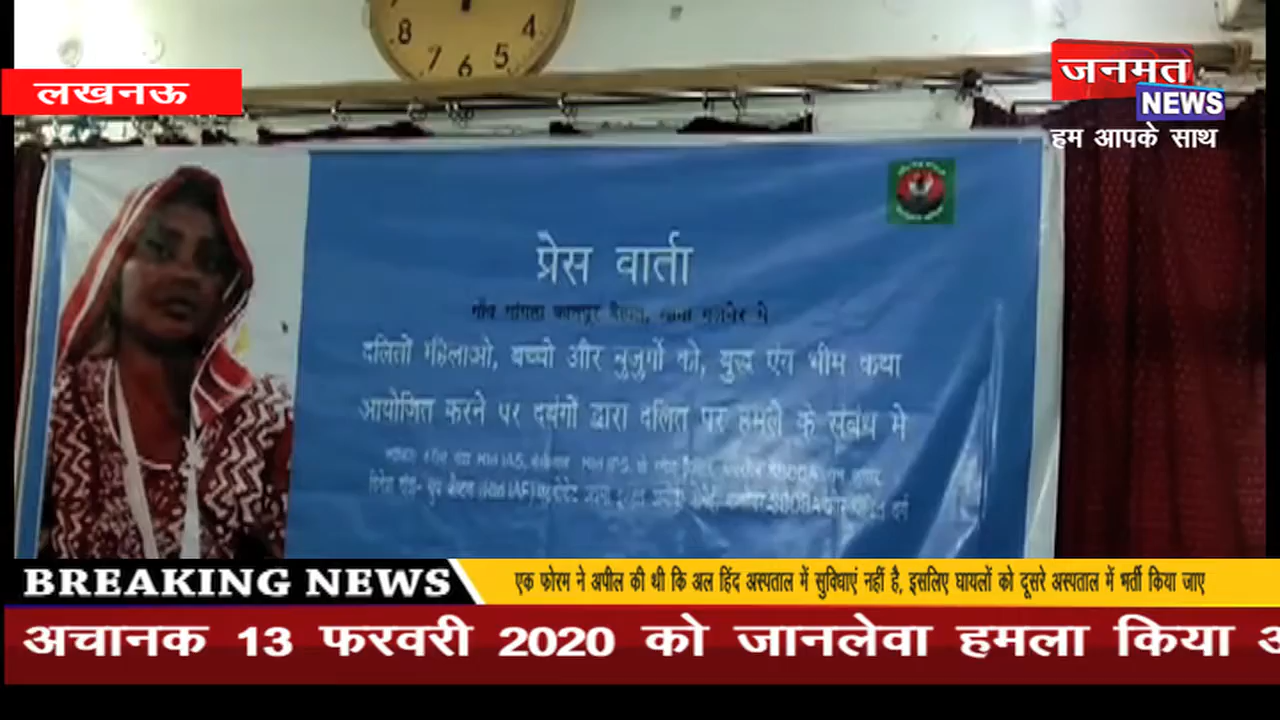 8 4
7 6 5
लखनऊ
जनमत
NEWS
हम आपके साथ
प्रेस वार्ता
दलितों महिलाओ, बच्चो और बुजुर्गो को, बुद्ध एंव भीम कथा
आयोजित करने पर दबंगों द्वारा दलित पर हमले के संबंध मे
BREAKING NEWS
एक फोरम ने अपील की थी कि अल हिंद अस्पताल में सुविधाएं नहीं है, इसलिए घायलों को दूसरे अस्पताल में भर्ती किया जाए
अचानक 13 फरवरी 2020 को जानलेवा हमला किया